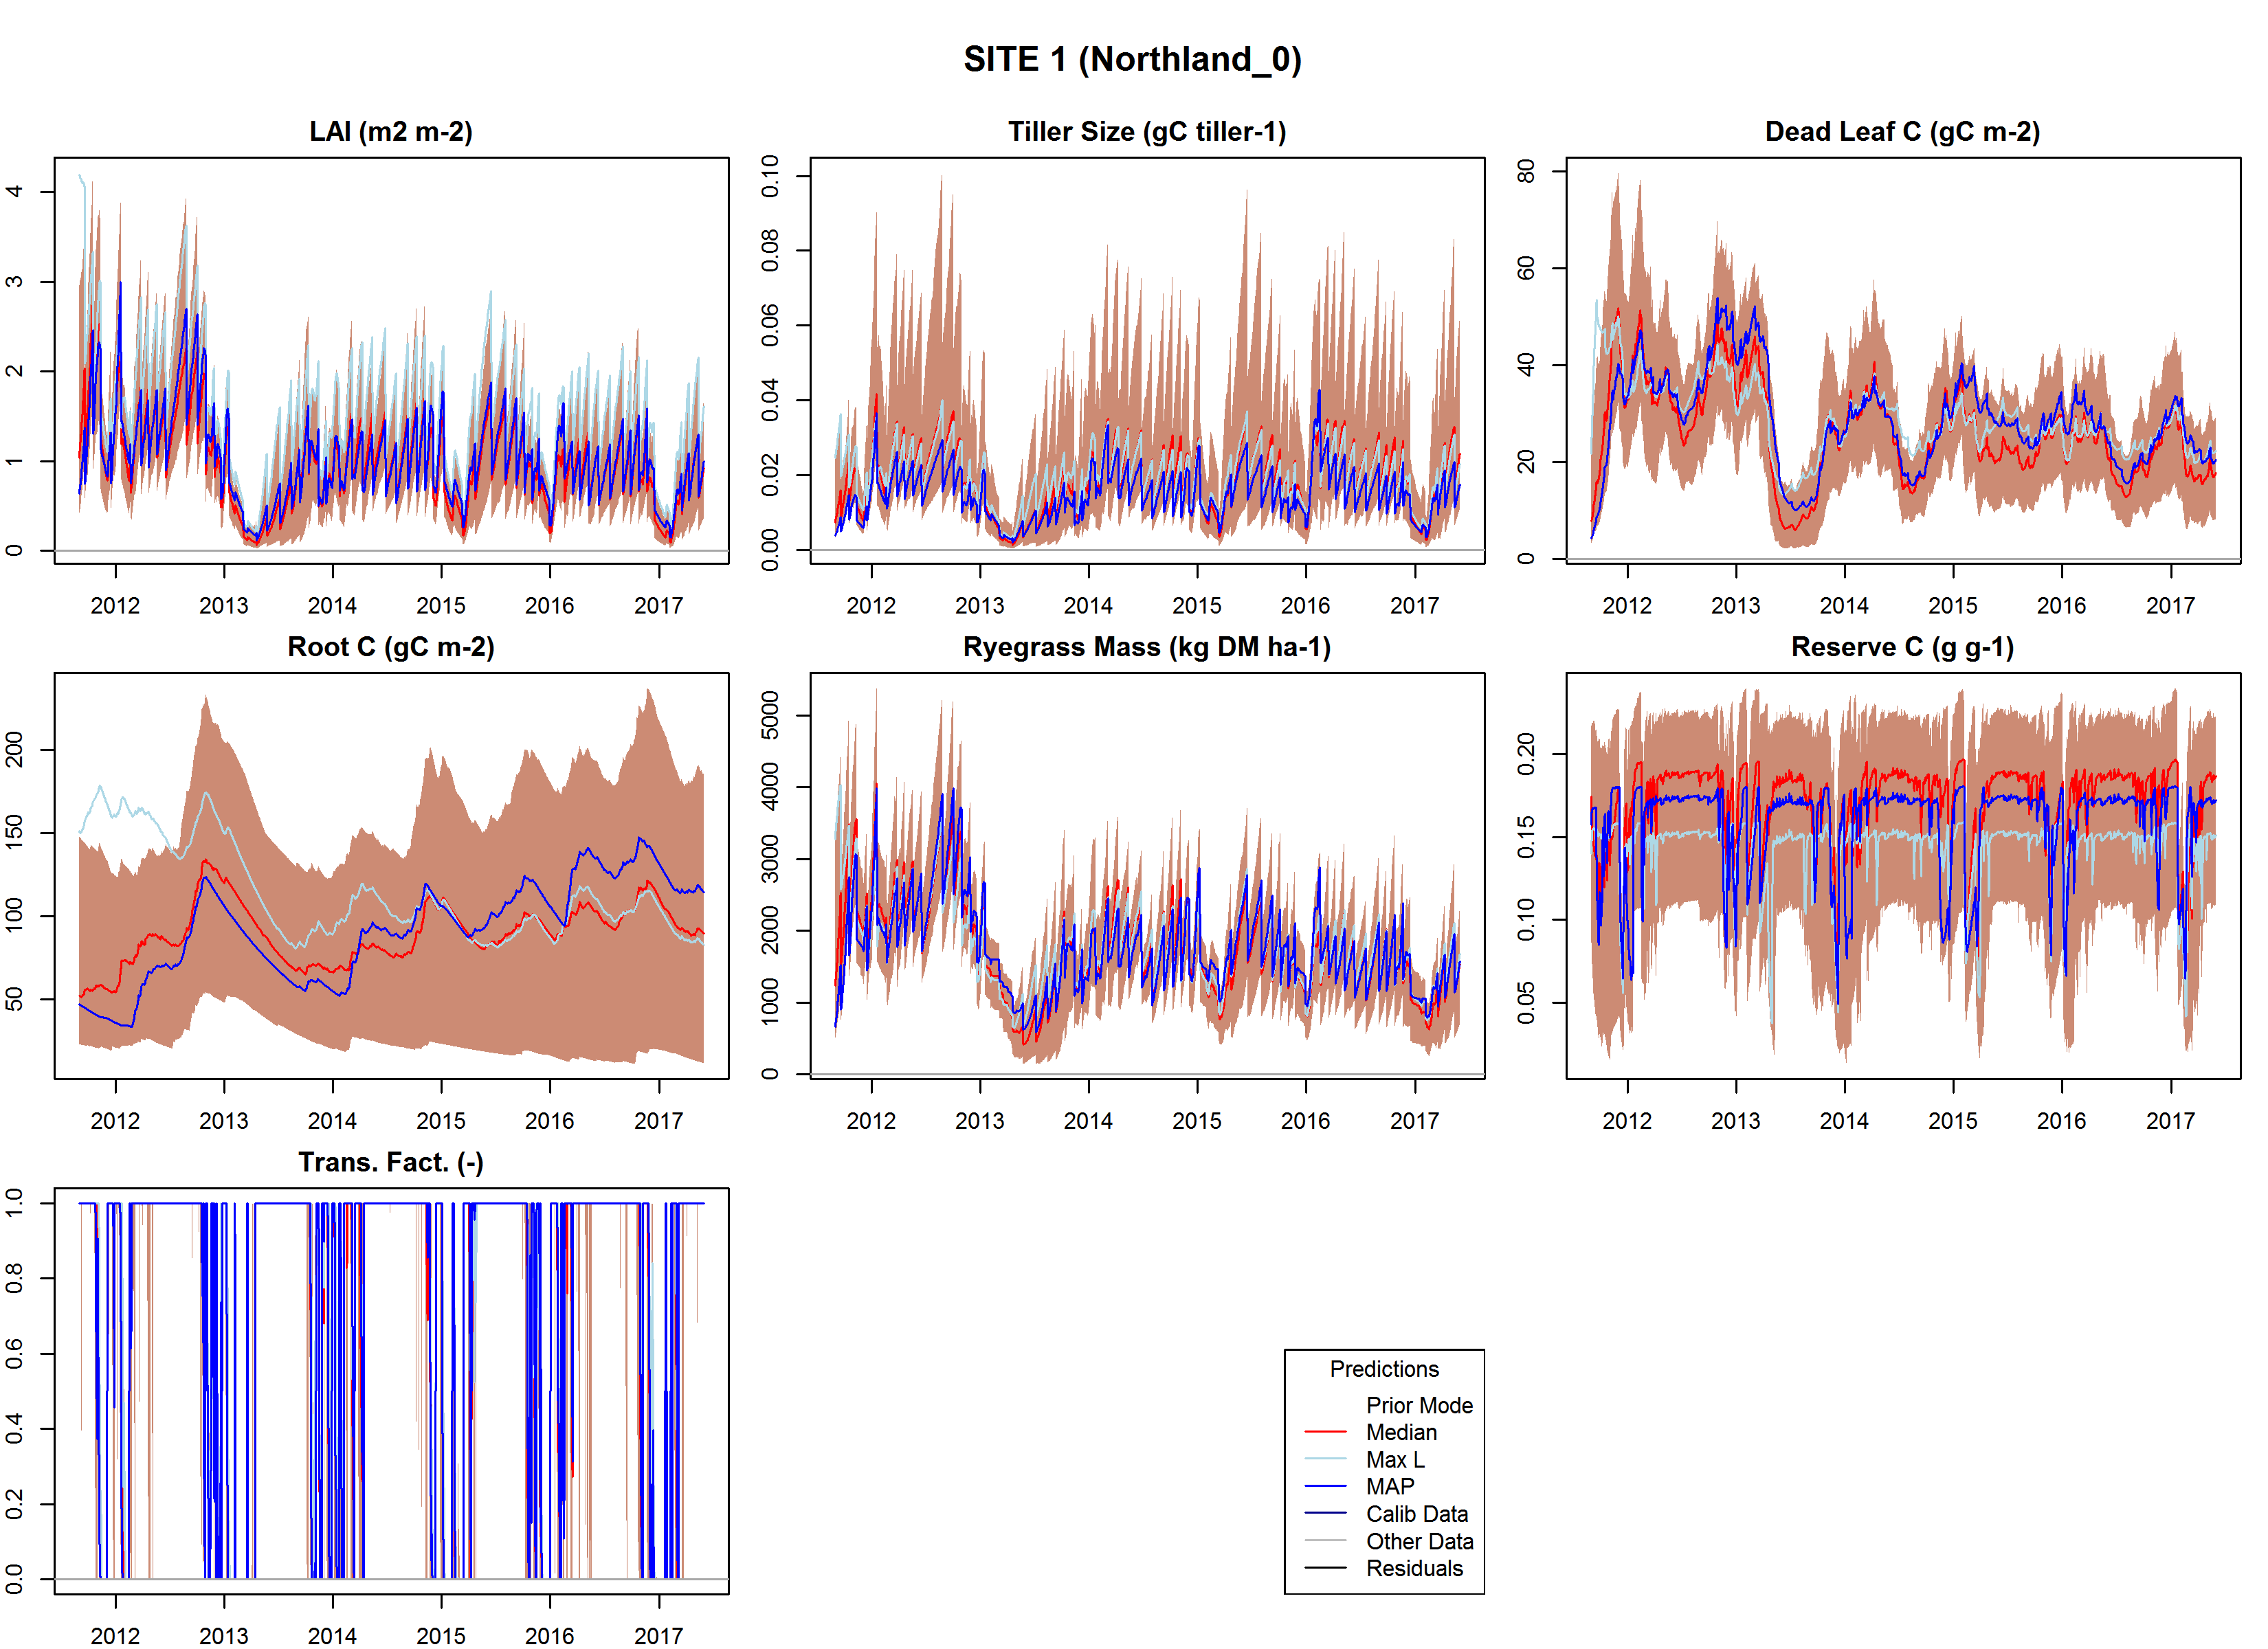 SITE 1 (Northland_0)
LAI (m2 m-2)
Tiller Size (gC tiller-1)
Dead Leaf C (gC m-2)
0 1 2 3 4
2012 2013 2014 2015 2016 2017
0.00 0.02 0.04 0.06 0.08 0.10
2012 2013 2014 2015 2016 2017
0 20 40 60 80
2012 2013 2014 2015 2016 2017
Root C (gC m-2)
Ryegrass Mass (kg DM ha-1)
Reserve C (g g-1)
50 100 150 200
2012 2013 2014 2015 2016 2017
0 1000 2000 3000 4000 5000
2012 2013 2014 2015 2016 2017
0.05 0.10 0.15 0.20
2012 2013 2014 2015 2016 2017
Trans. Fact. (-)
0.0 0.2 0.4 0.6 0.8 1.0
2012 2013 2014 2015 2016 2017
Predictions
Prior Mode
Median
Max L
MAP
Calib Data
Other Data
Residuals